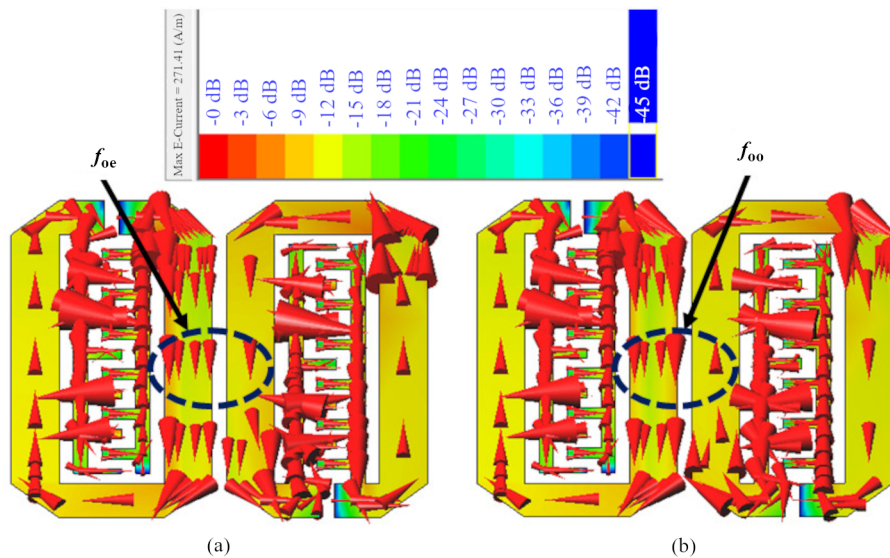 Max E-Current = 271.41 (A/m)
-0 dB
-3 dB
-6 dB
-9 dB
-12 dB
-15 dB
-18 dB
-21 dB
-24 dB
-27 dB
-30 dB
-33 dB
-36 dB
-39 dB
-42 dB
-45 dB
foe
foo
(a)
(b)